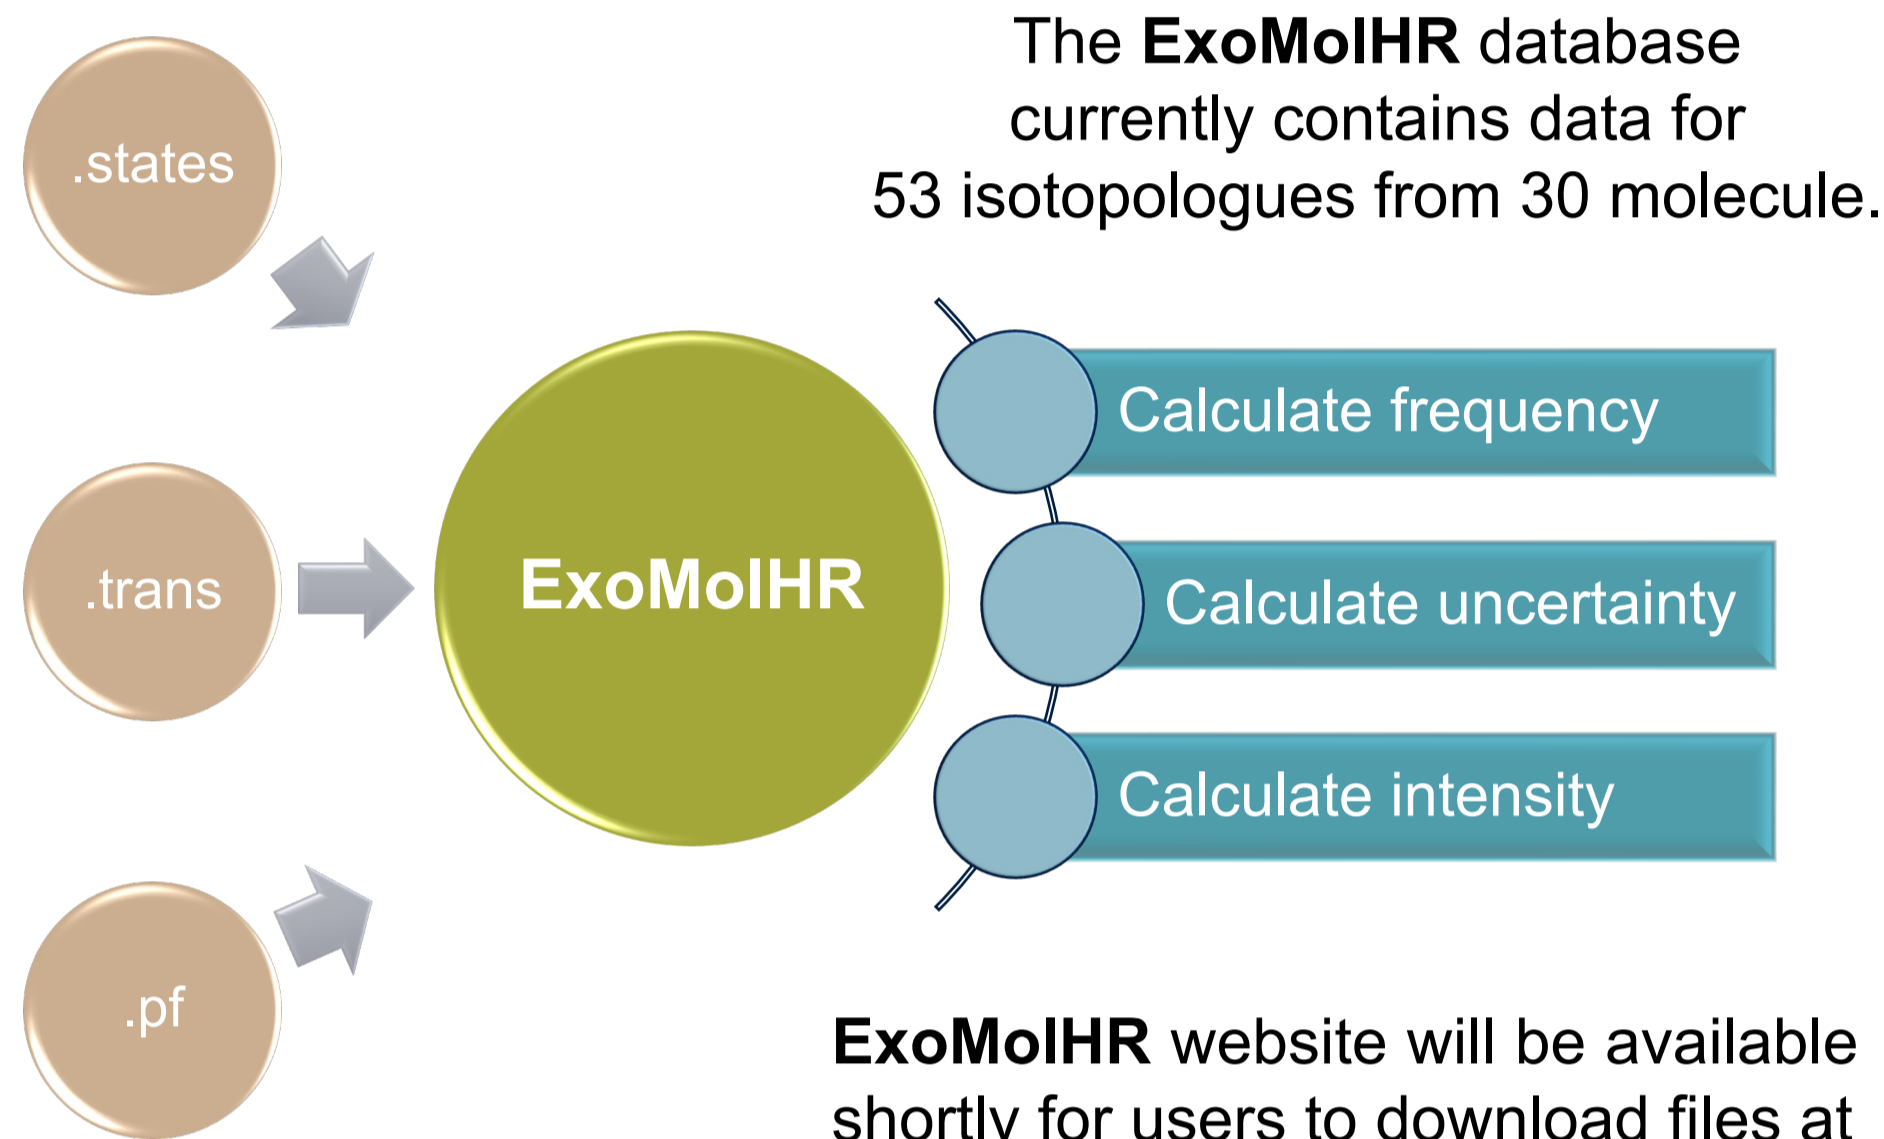 The ExoMolHR database
currently contains data for
53 isotopologues from 30 molecule.
.states
.trans
.pf
ExoMolHR
Calculate frequency
Calculate uncertainty
Calculate intensity
ExoMolHR website will be available
shortly for users to download files at